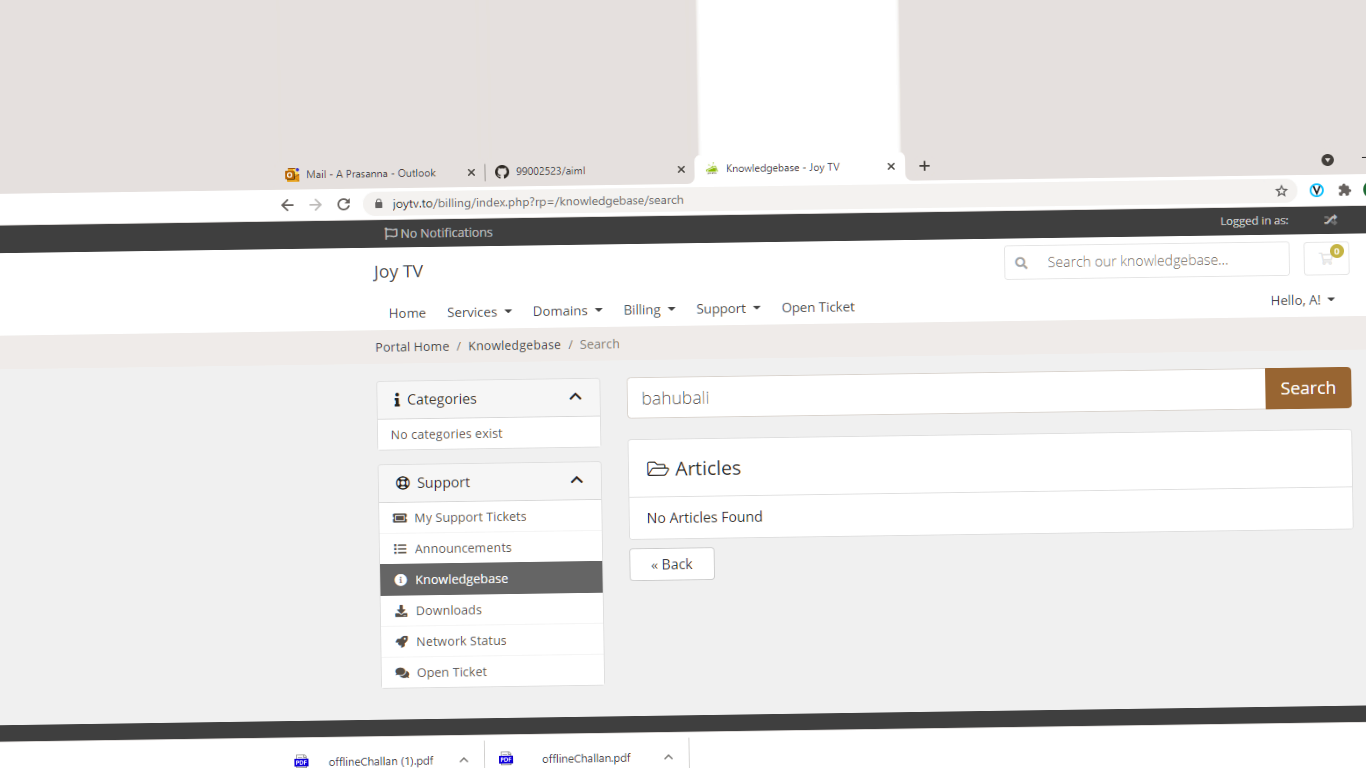 Mail - A Prasanna - Outlook
99002523/aiml
Knowledgebase - Joy TV
joytv.to/billing/index.php?rp=/knowledgebase/search
No Notifications
Logged in as:
Joy TV
Search our knowledgebase...
0
Home Services Domains Billing Support Open Ticket
Hello, A!
Portal Home / Knowledgebase / Search
Categories
No categories exist
Support
My Support Tickets
Announcements
Knowledgebase
Downloads
Network Status
Open Ticket
bahubali
Search
Articles
No Articles Found
« Back
PDF offlineChallan (1).pdf
PDF offlineChallan.pdf